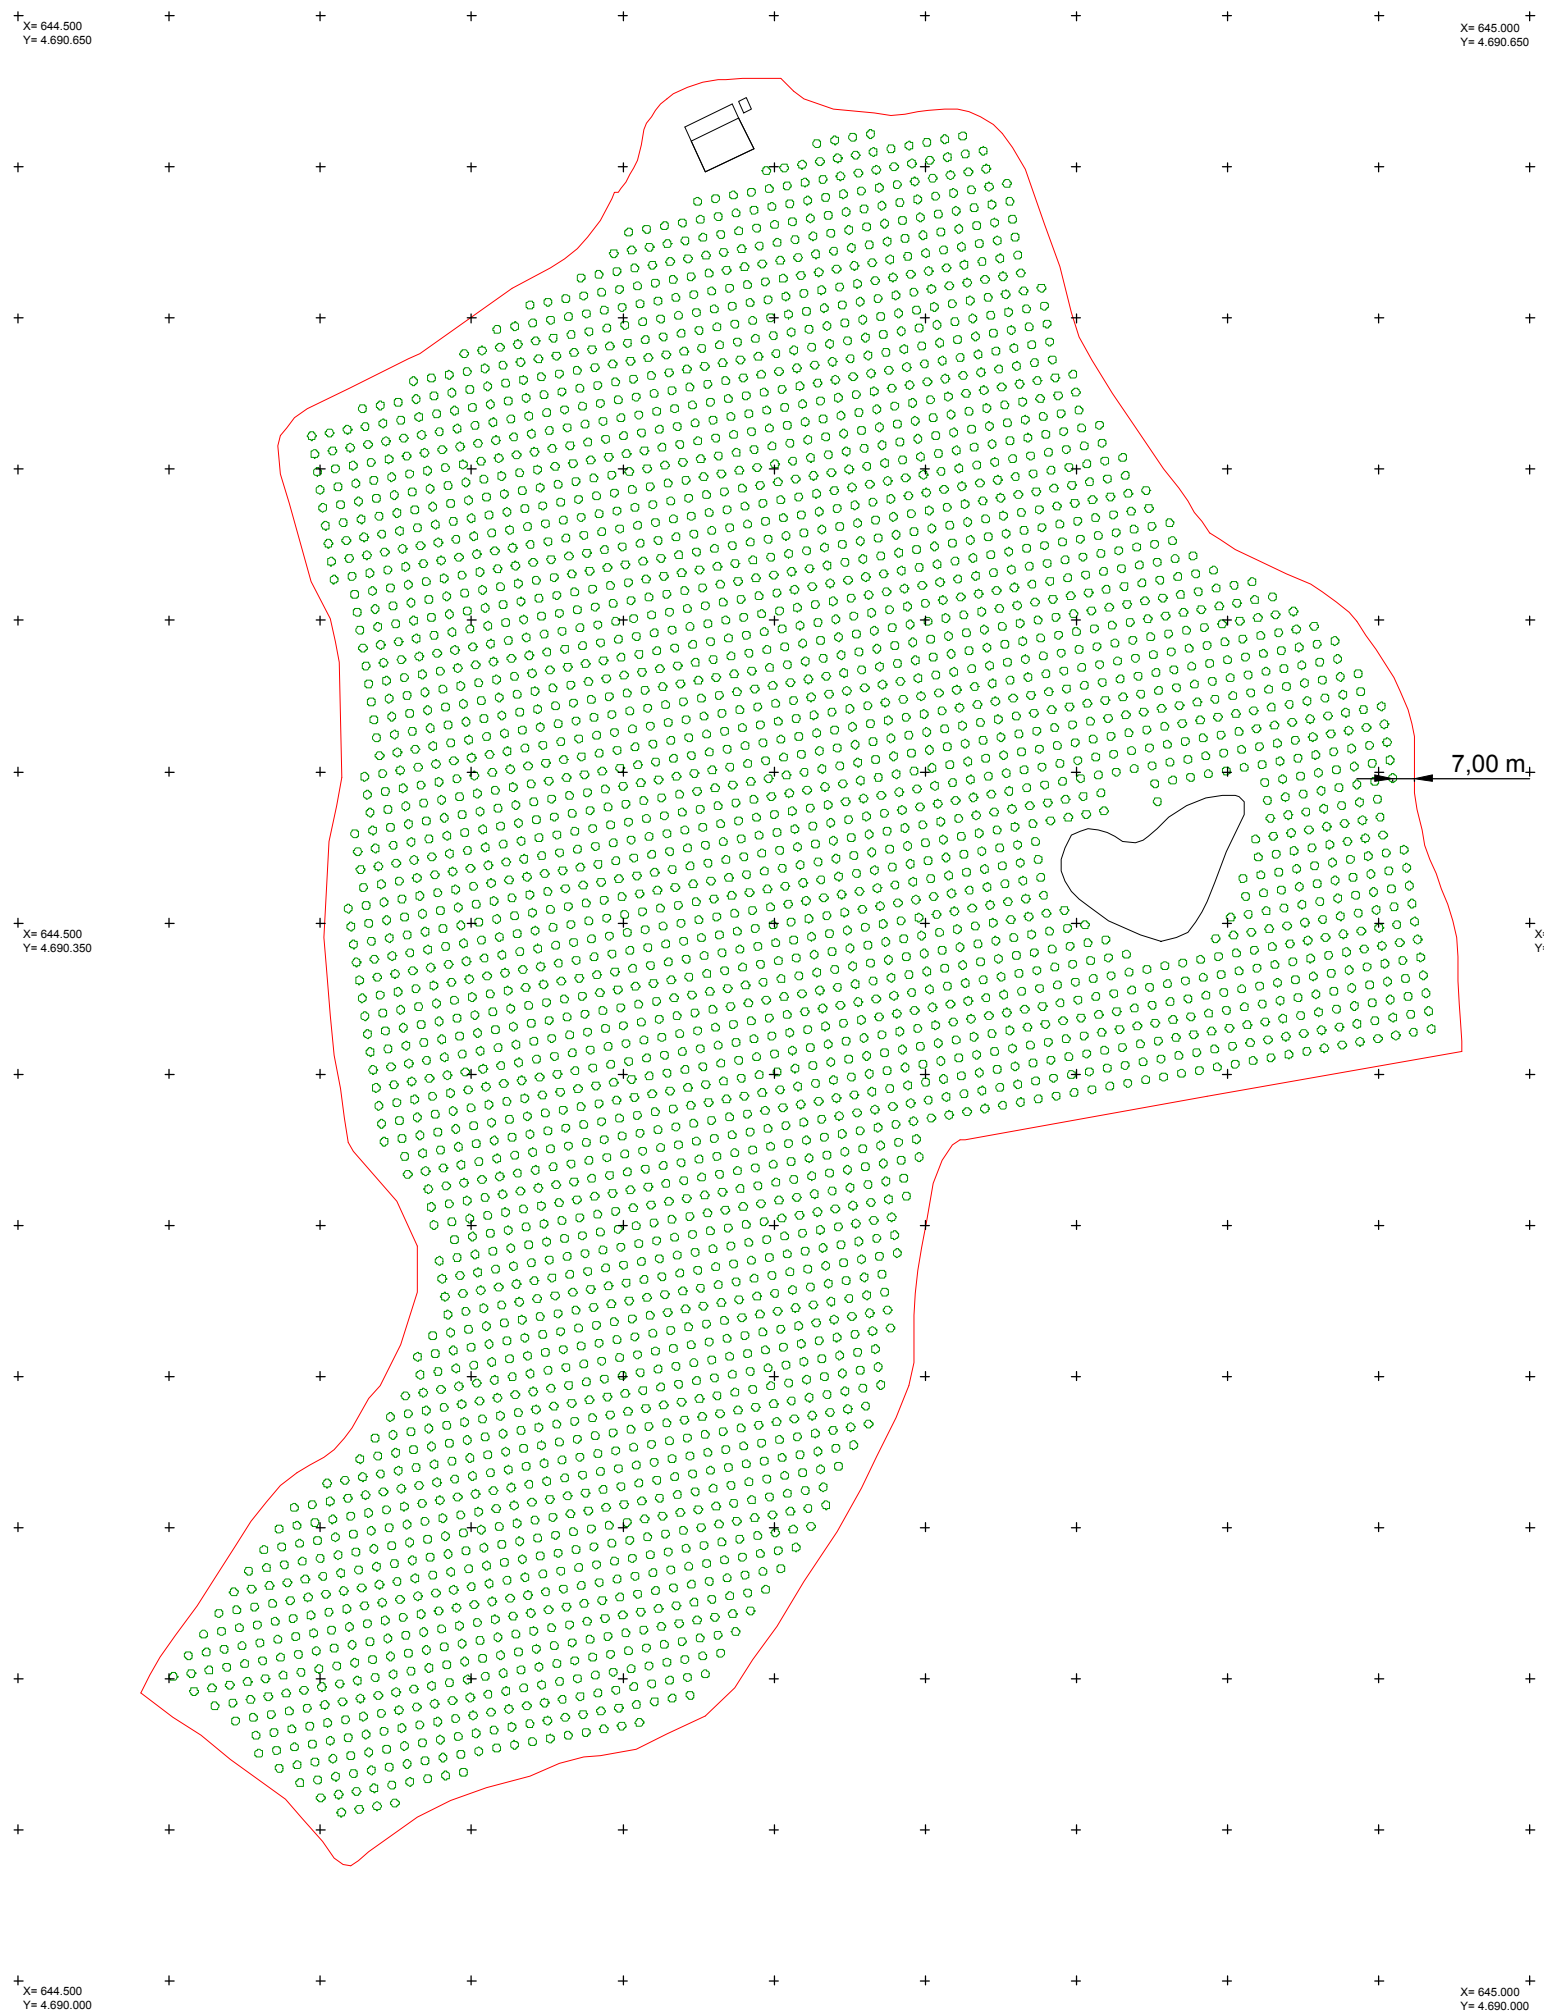 X= 644.500
Y= 4.690.650
X= 645.000
Y= 4.690.650
7,00 m
X= 644.500
Y= 4.690.350
X=
Y=
X= 644.500
Y= 4.690.000
X= 645.000
Y= 4.690.000